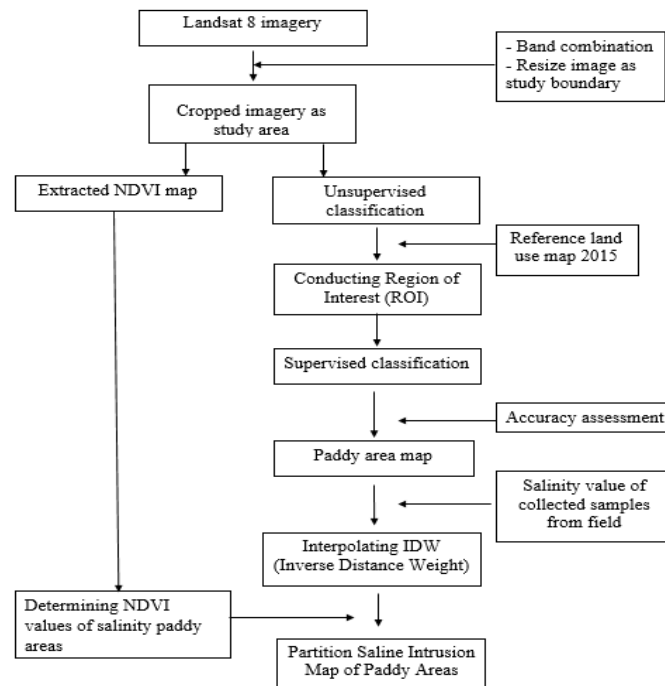 Landsat 8 imagery
- Band combination
- Resize image as
study boundary
Cropped imagery as
study area
Extracted NDVI map
Unsupervised
classification
Reference land
use map 2015
Conducting Region of
Interest (ROI)
Supervised classification
Accuracy assessment
Paddy area map
Salinity value of
collected samples
from field
Interpolating IDW
(Inverse Distance Weight)
Determining NDVI
values of salinity paddy
areas
Partition Saline Intrusion
Map of Paddy Areas